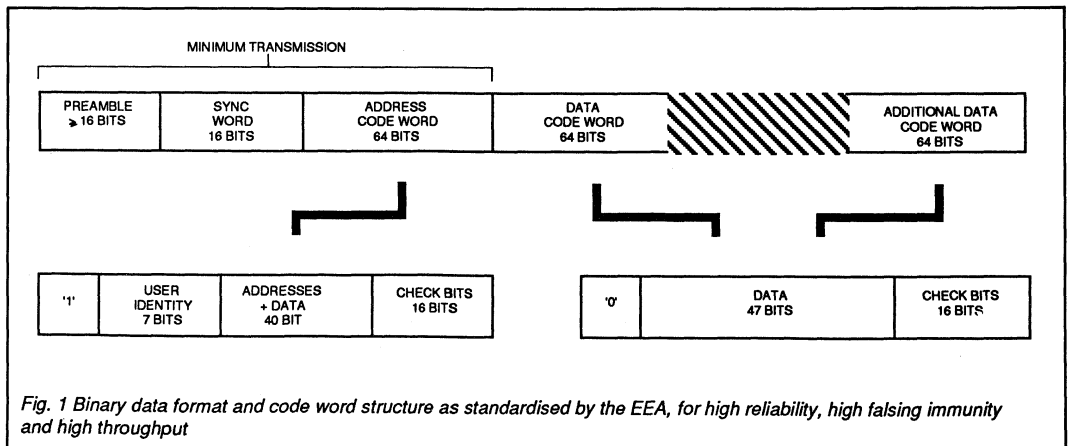 MINIMUM TRANSMISSION
PREAMBLE
⩾ 16 BITS
SYNC
WORD
16 BITS
ADDRESS
CODE WORD
64 BITS
DATA
CODE WORD
64 BITS
ADDITIONAL DATA
CODE WORD
64 BITS
'1'
USER
IDENTITY
7 BITS
ADDRESSES
+ DATA
40 BIT
CHECK BITS
16 BITS
'0'
DATA
47 BITS
CHECK BITS
16 BITS
Fig. 1 Binary data format and code word structure as standardised by the EEA, for high reliability, high falsing immunity
and high throughput